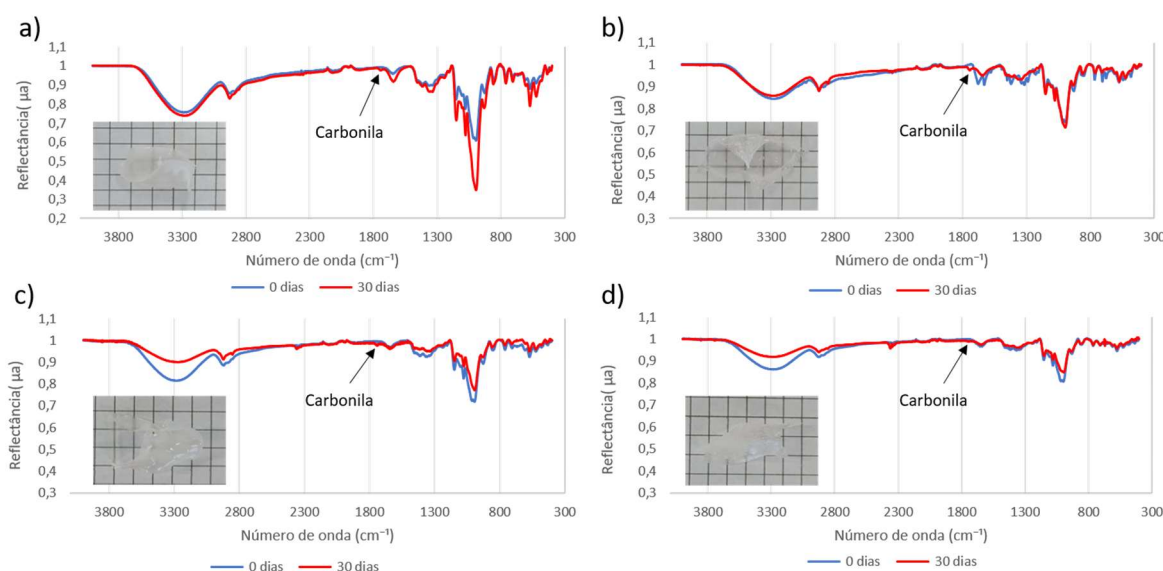 a)
1,1
1
0,9
0,8
0,7
0,6
0,5
0,4
0,3
0,2
Reflectância( µa)
Carbonila
3800 3300 2800 2300 1800 1300 800 300
Número de onda (cm⁻¹)
0 dias 30 dias
b)
1,1
1
0,9
0,8
0,7
0,6
0,5
0,4
0,3
Reflectância( µa)
Carbonila
3800 3300 2800 2300 1800 1300 800 300
Número de onda (cm⁻¹)
0 dias 30 dias
c)
1,1
1
0,9
0,8
0,7
0,6
0,5
0,4
0,3
Reflectância( µa)
Carbonila
3800 3300 2800 2300 1800 1300 800 300
Número de onda (cm⁻¹)
0 dias 30 dias
d)
1,1
1
0,9
0,8
0,7
0,6
0,5
0,4
0,3
Reflectância( µa)
Carbonila
3800 3300 2800 2300 1800 1300 800 300
Número de onda (cm⁻¹)
0 dias 30 dias